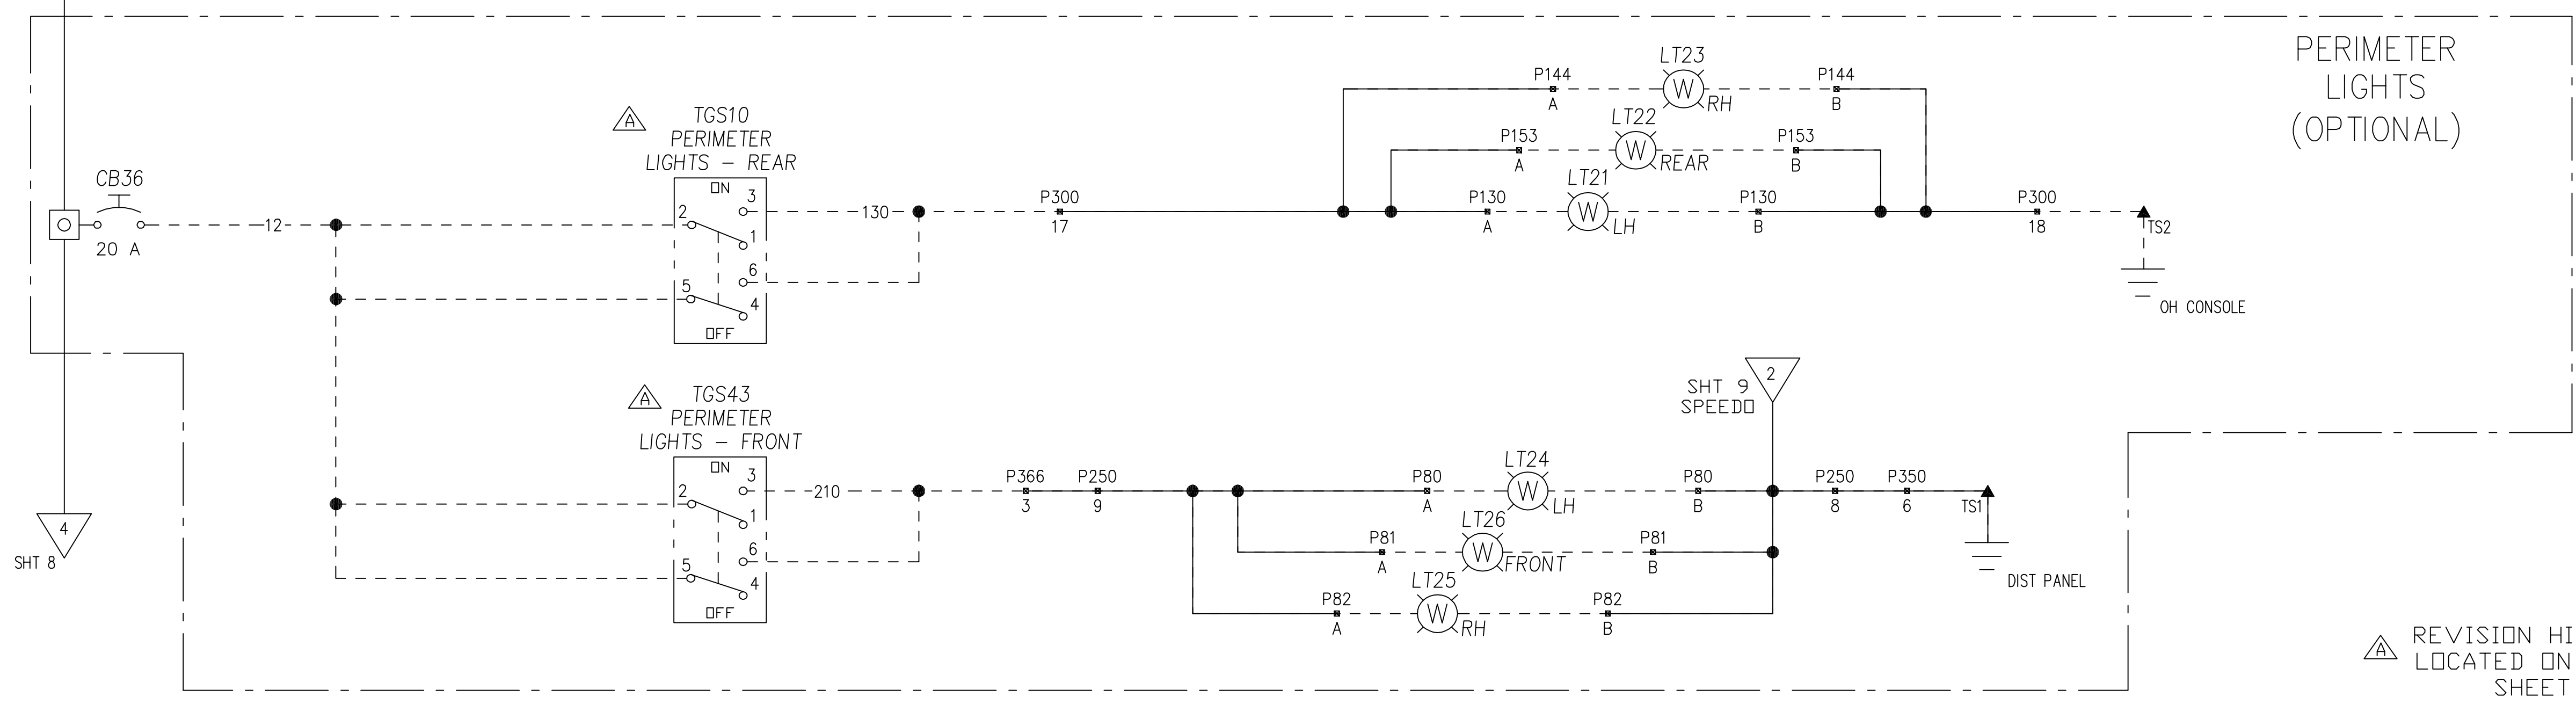 PERIMETER
LIGHTS
(OPTIONAL)
CB36
20 A
12
A
TGS10
PERIMETER
LIGHTS - REAR
ON
2
3
1
6
5
4
OFF
130
P300
17
P144
A
LT23
W
RH
P144
B
P153
A
LT22
W
REAR
P153
B
P130
A
LT21
W
LH
P130
B
P300
18
TS2
OH CONSOLE
4
SHT 8
A
TGS43
PERIMETER
LIGHTS - FRONT
ON
2
3
1
6
5
4
OFF
210
P366
3
P250
9
P80
A
LT24
W
LH
P80
B
SHT 9
SPEEDO
2
P250
8
P350
6
TS1
DIST PANEL
P81
A
LT26
W
FRONT
P81
B
P82
A
LT25
W
RH
P82
B
A
REVISION HI
LOCATED ON
SHEET